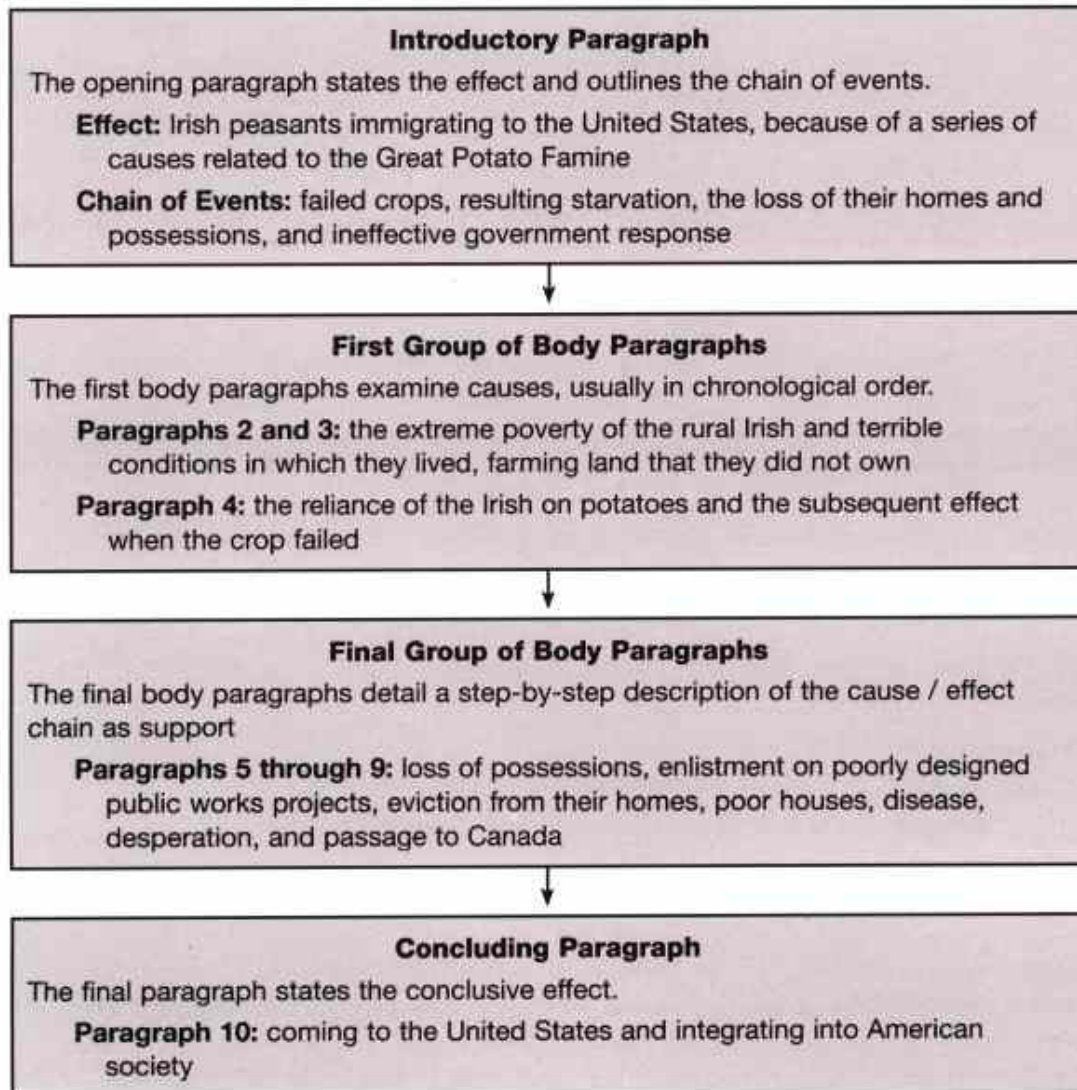 Introductory Paragraph
The opening paragraph states the effect and outlines the chain of events.
Effect: Irish peasants immigrating to the United States, because of a series of
causes related to the Great Potato Famine
Chain of Events: failed crops, resulting starvation, the loss of their homes and
possessions, and ineffective government response
First Group of Body Paragraphs
The first body paragraphs examine causes, usually in chronological order.
Paragraphs 2 and 3: the extreme poverty of the rural Irish and terrible
conditions in which they lived, farming land that they did not own
Paragraph 4: the reliance of the Irish on potatoes and the subsequent effect
when the crop failed
Final Group of Body Paragraphs
The final body paragraphs detail a step-by-step description of the cause / effect
chain as support
Paragraphs 5 through 9: loss of possessions, enlistment on poorly designed
public works projects, eviction from their homes, poor houses, disease,
desperation, and passage to Canada
Concluding Paragraph
The final paragraph states the conclusive effect.
Paragraph 10: coming to the United States and integrating into American
society